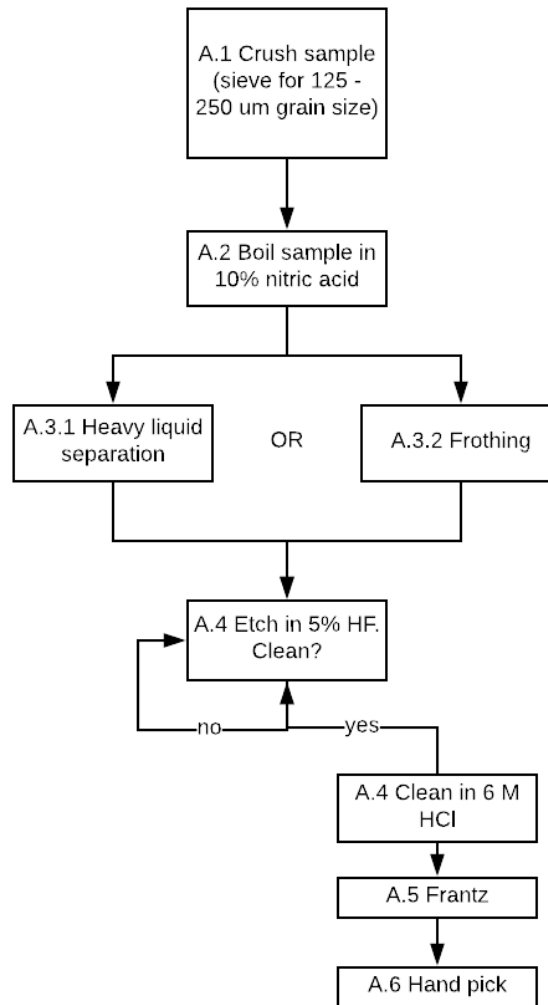 A.1 Crush sample
(sieve for 125 -
250 um grain size)
A.2 Boil sample in
10% nitric acid
A.3.1 Heavy liquid
separation
OR
A.3.2 Frothing
A.4 Etch in 5% HF.
Clean?
no
yes
A.4 Clean in 6 M
HCl
A.5 Frantz
A.6 Hand pick